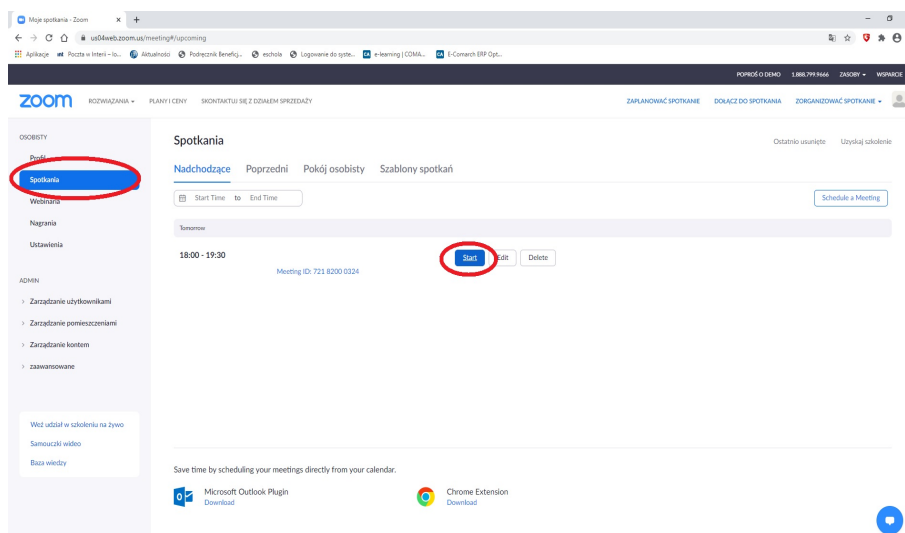 Moje spotkania - Zoom
us04web.zoom.us/meeting#/upcoming
Aplikacje Poczta w Interii – lo... Aktualności Podręcznik Beneficj... eschola Logowanie do syste... e-learning | COMA... E-Comarch ERP Opt...
POPROŚ O DEMO 1.888.799.9666 ZASOBY WSPARCIE
zoom ROZWIĄZANIA PLANY I CENY SKONTAKTUJ SIĘ Z DZIAŁEM SPRZEDAŻY ZAPLANOWAĆ SPOTKANIE DOŁĄCZ DO SPOTKANIA ZORGANIZOWAĆ SPOTKANIE
OSOBISTY
Profil
Spotkania
Webinaria
Nagrania
Ustawienia
ADMIN
Zarządzanie użytkownikami
Zarządzanie pomieszczeniami
Zarządzanie kontem
zaawansowane
Weź udział w szkoleniu na żywo
Samouczki wideo
Baza wiedzy
Spotkania
Ostatnio usunięte Uzyskaj szkolenie
Nadchodzące Poprzedni Pokój osobisty Szablony spotkań
Start Time to End Time
Schedule a Meeting
Tomorrow
18:00 - 19:30
Start Edit Delete
Meeting ID: 721 8200 0324
Save time by scheduling your meetings directly from your calendar.
Microsoft Outlook Plugin
Download
Chrome Extension
Download